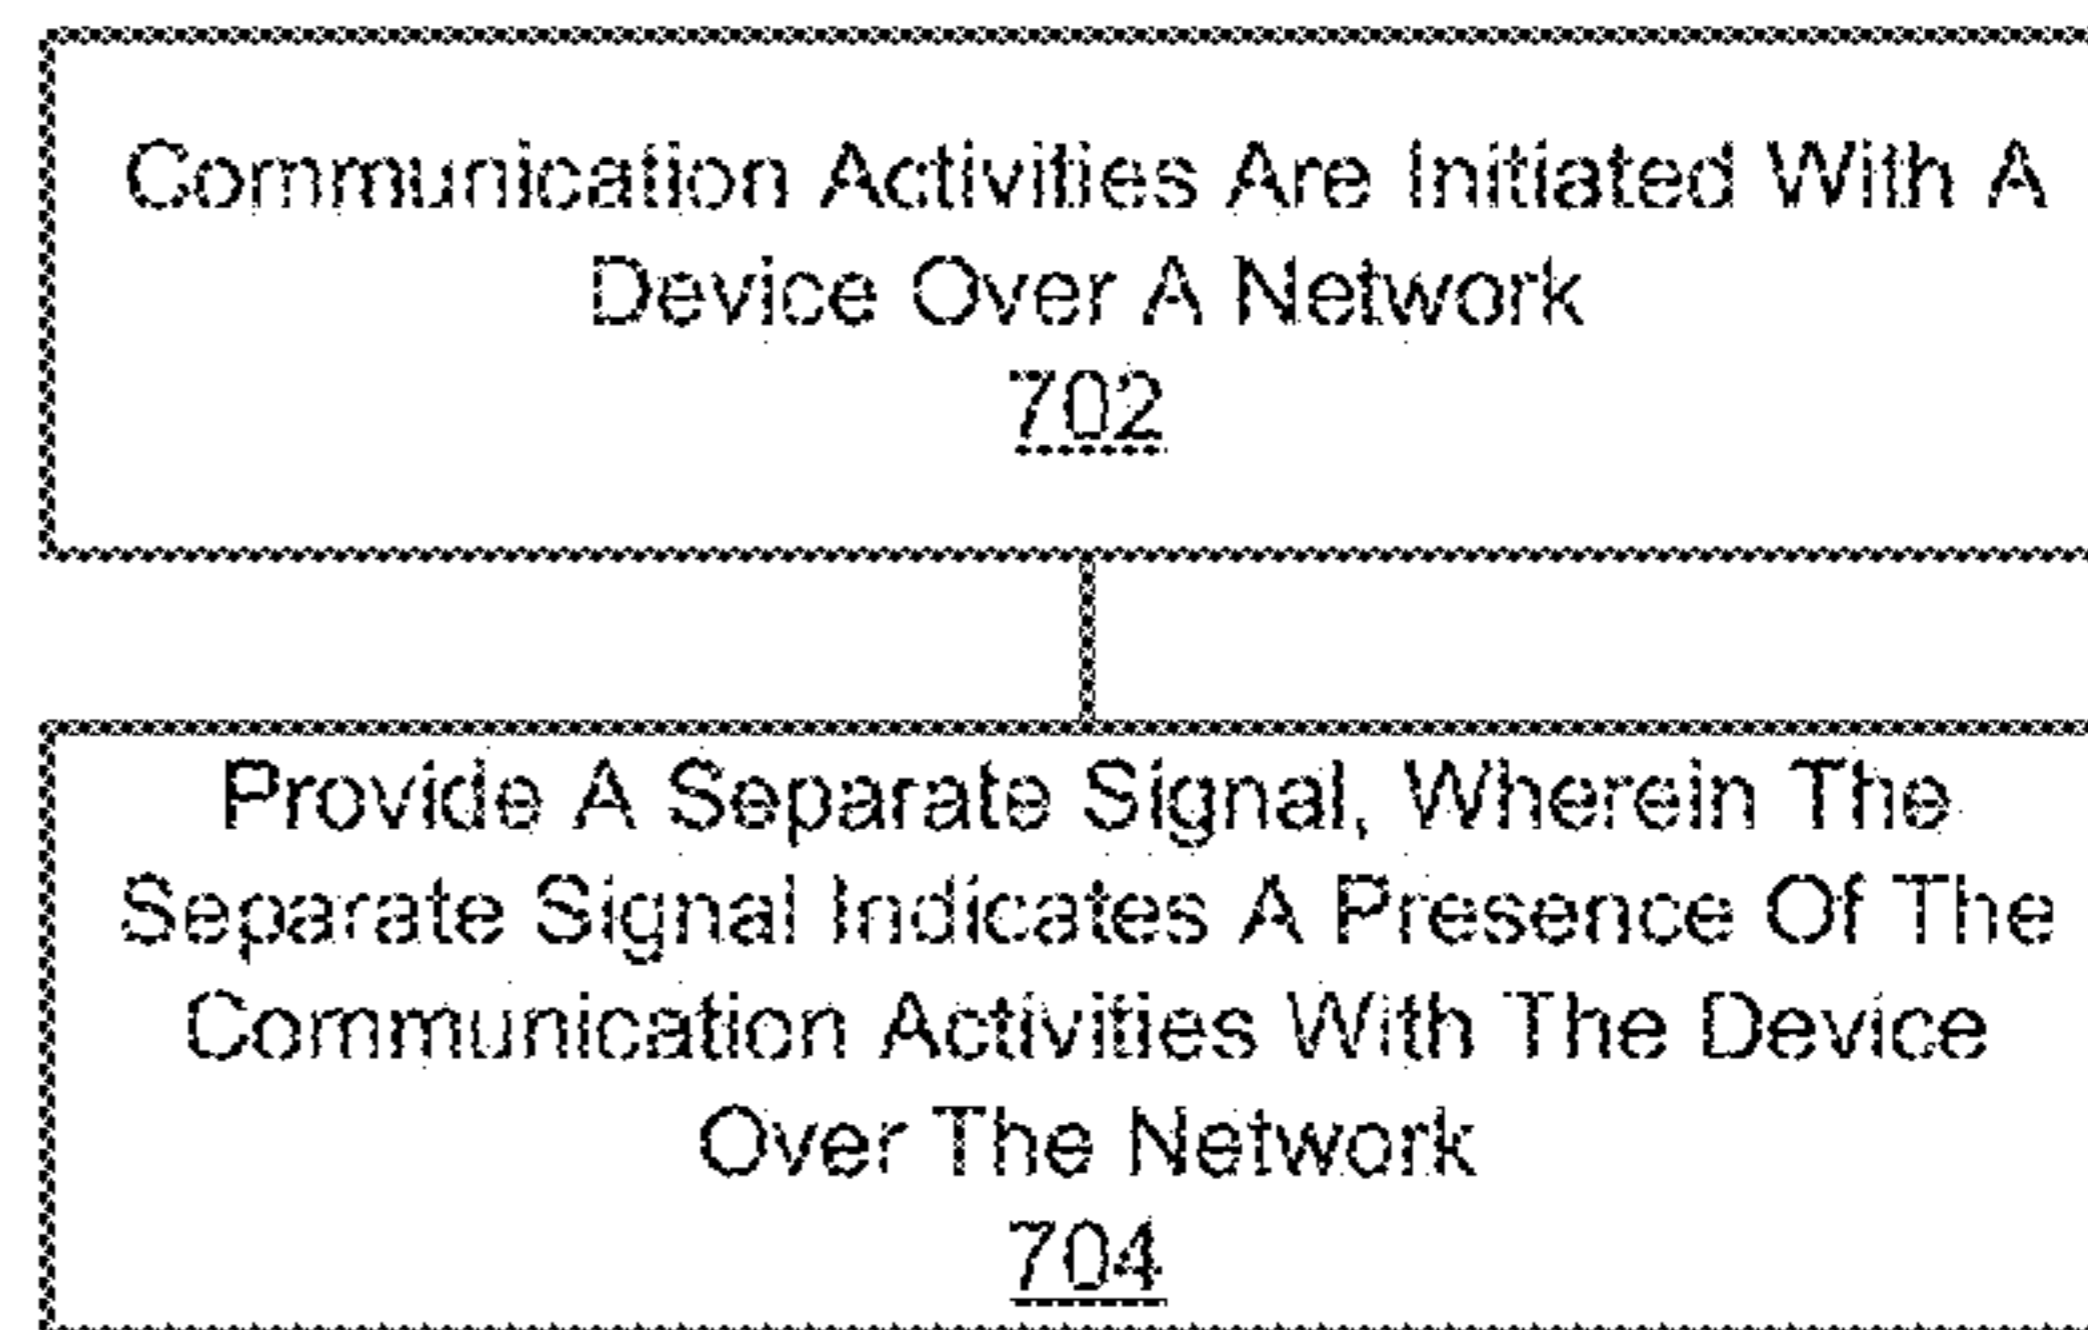 Communication Activities Are Initiated With A
Device Over A Network
702
Provide A Separate Signal, Wherein The
Separate Signal Indicates A Presence Of The
Communication Activities With The Device
Over The Network
704